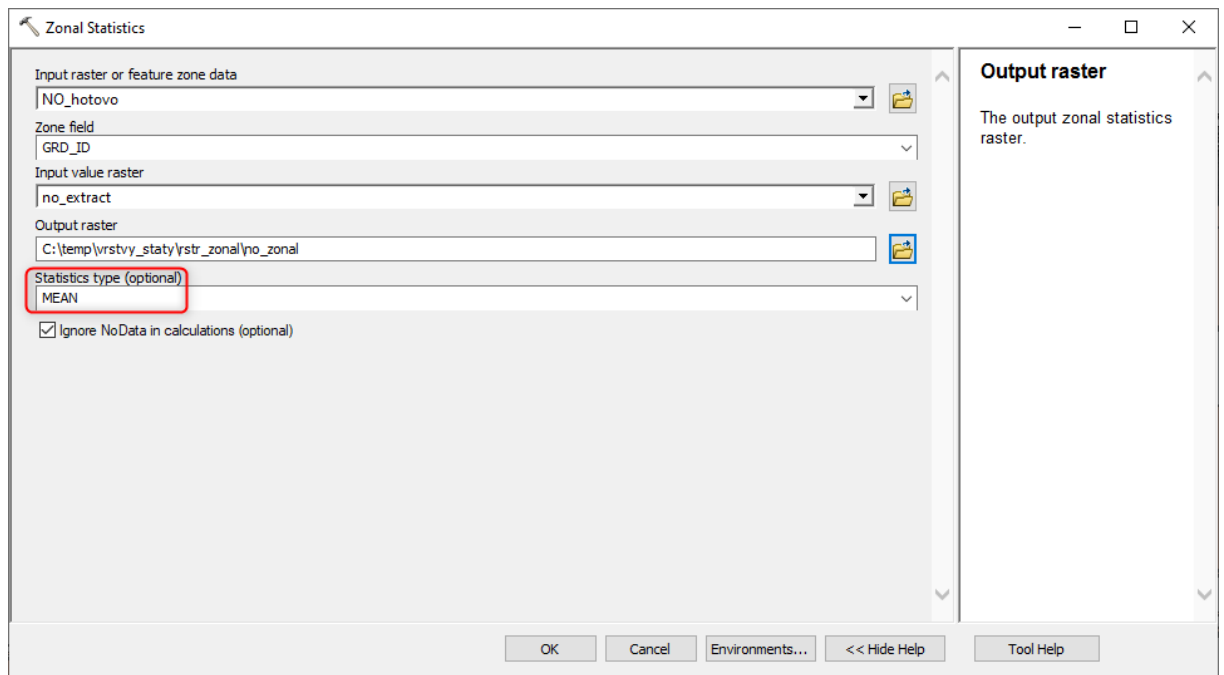 Zonal Statistics
Input raster or feature zone data
NO_hotovo
Zone field
GRD_ID
Input value raster
no_extract
Output raster
C:\temp\vrstvy_staty\rstr_zonal\no_zonal
Statistics type (optional)
MEAN
Ignore NoData in calculations (optional)
Output raster
The output zonal statistics
raster.
OK
Cancel
Environments...
<< Hide Help
Tool Help